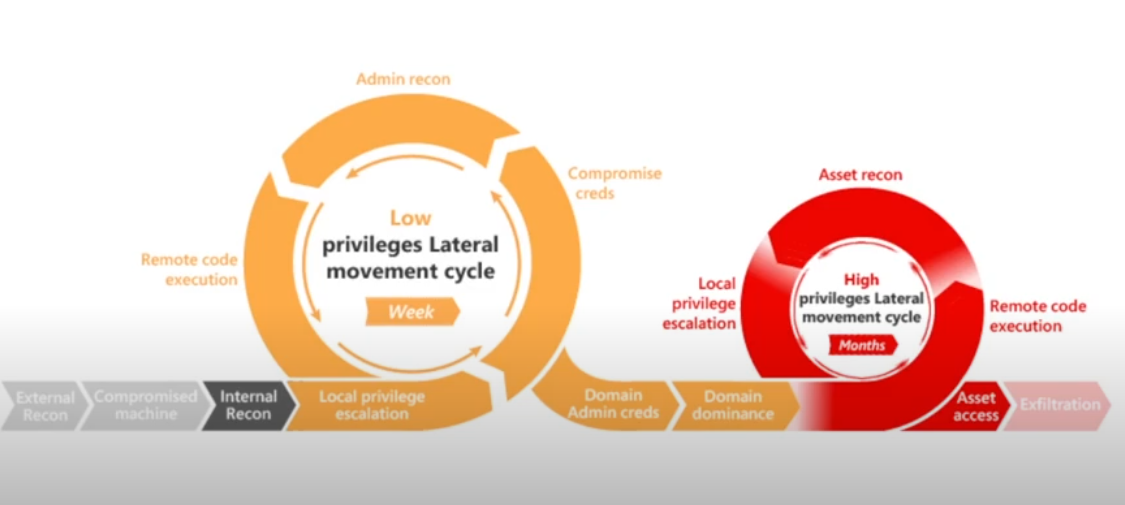 Admin recon
Compromise
creds
Remote code
execution
Low
privileges Lateral
movement cycle
Week
Asset recon
Local
privilege
escalation
High
privileges Lateral
movement cycle
Months
Remote code
execution
External
Recon
Compromised
machine
Internal
Recon
Local privilege
escalation
Domain
Admin creds
Domain
dominance
Asset
access
Exfiltration